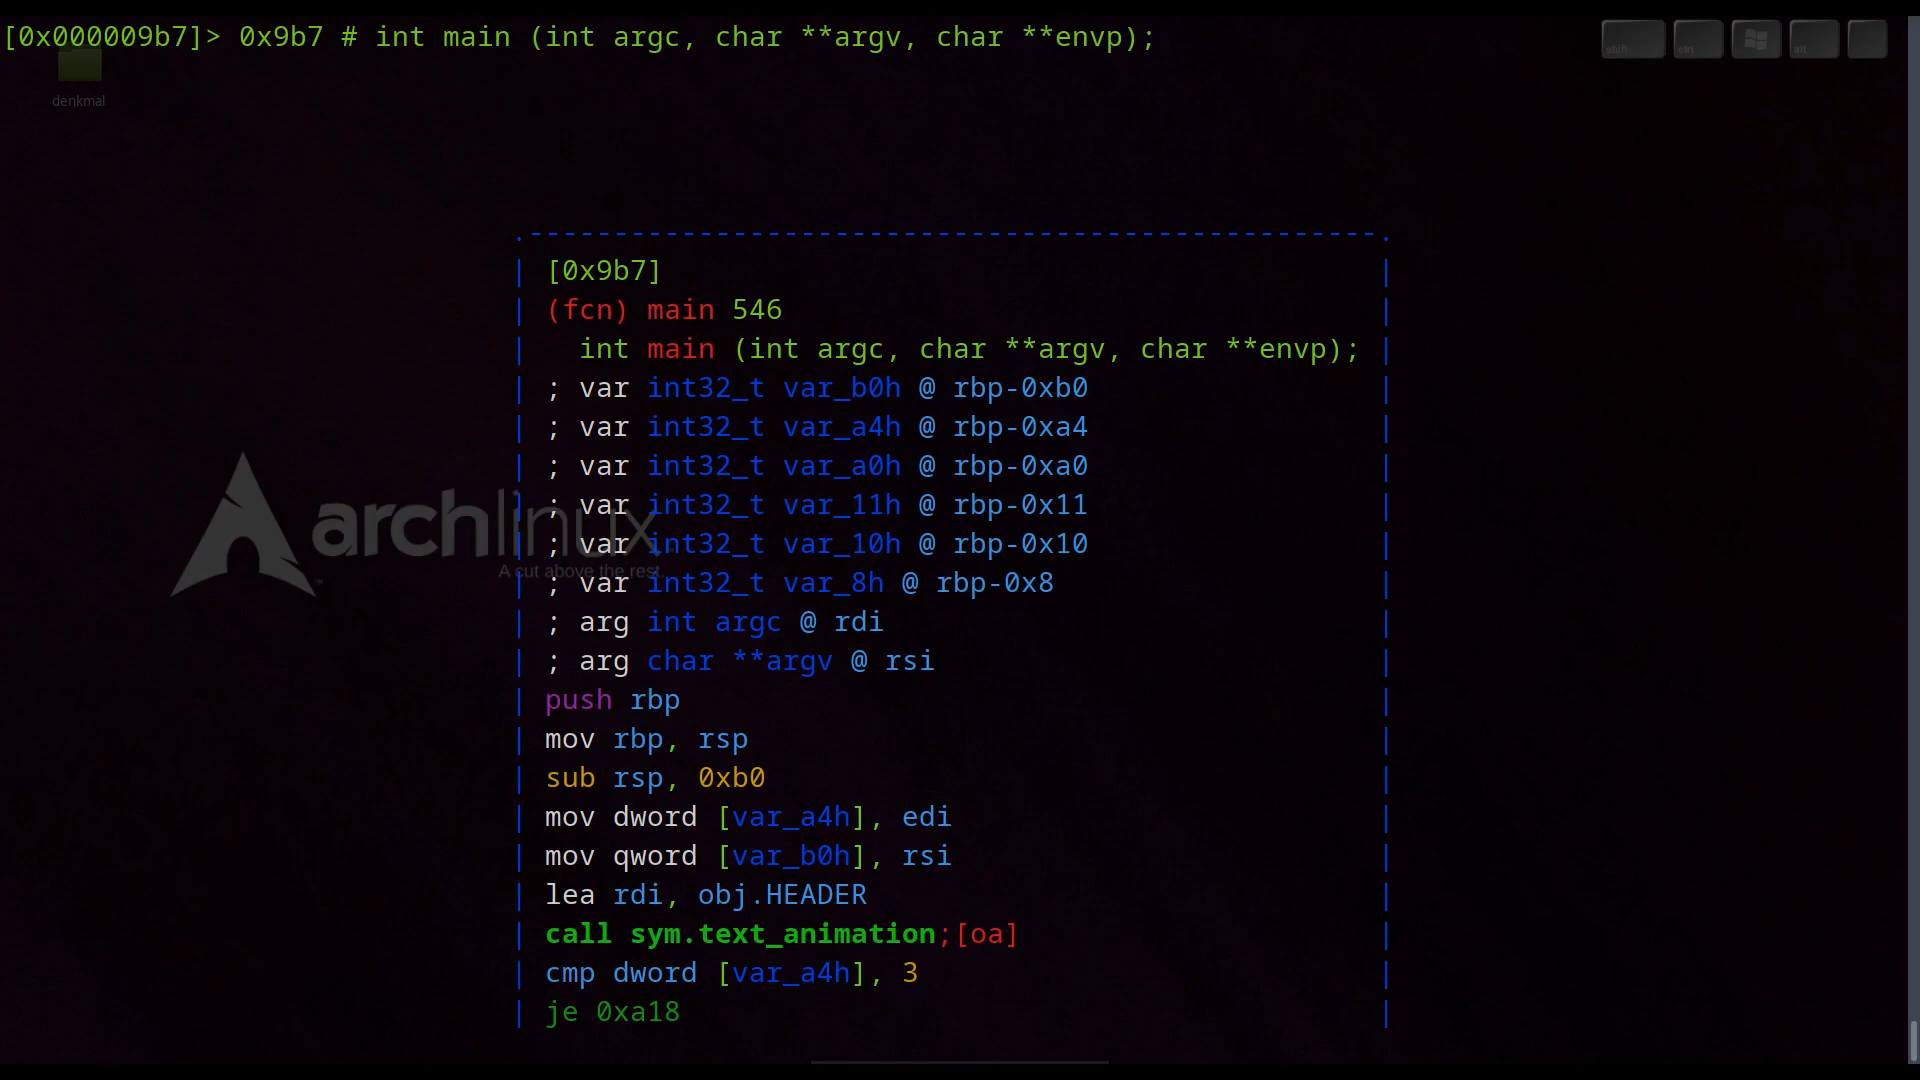 [0x000009b7]> 0x9b7 # int main (int argc, char **argv, char **envp);
shift ctrl alt
denkmal
[0x9b7]
(fcn) main 546
int main (int argc, char **argv, char **envp);
; var int32_t var_b0h @ rbp-0xb0
; var int32_t var_a4h @ rbp-0xa4
; var int32_t var_a0h @ rbp-0xa0
; var int32_t var_11h @ rbp-0x11
; var int32_t var_10h @ rbp-0x10
; var int32_t var_8h @ rbp-0x8
; arg int argc @ rdi
; arg char **argv @ rsi
push rbp
mov rbp, rsp
sub rsp, 0xb0
mov dword [var_a4h], edi
mov qword [var_b0h], rsi
lea rdi, obj.HEADER
call sym.text_animation;[oa]
cmp dword [var_a4h], 3
je 0xa18
archlinux
A cut above the rest.